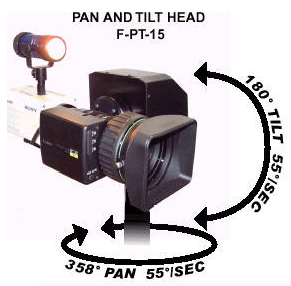 PAN AND TILT HEAD
F-PT-15
SONY
180° TILT 55°/SEC
358° PAN 55°/SEC